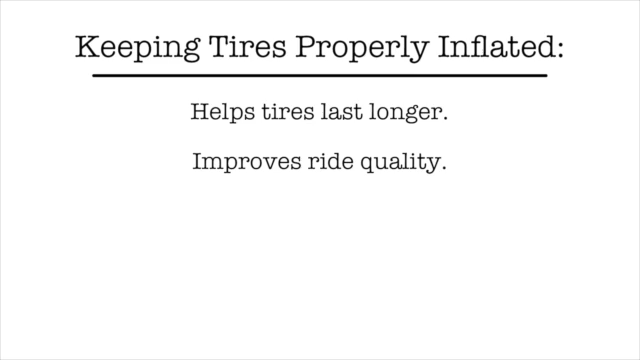 Keeping Tires Properly Inflated:
Helps tires last longer.
Improves ride quality.